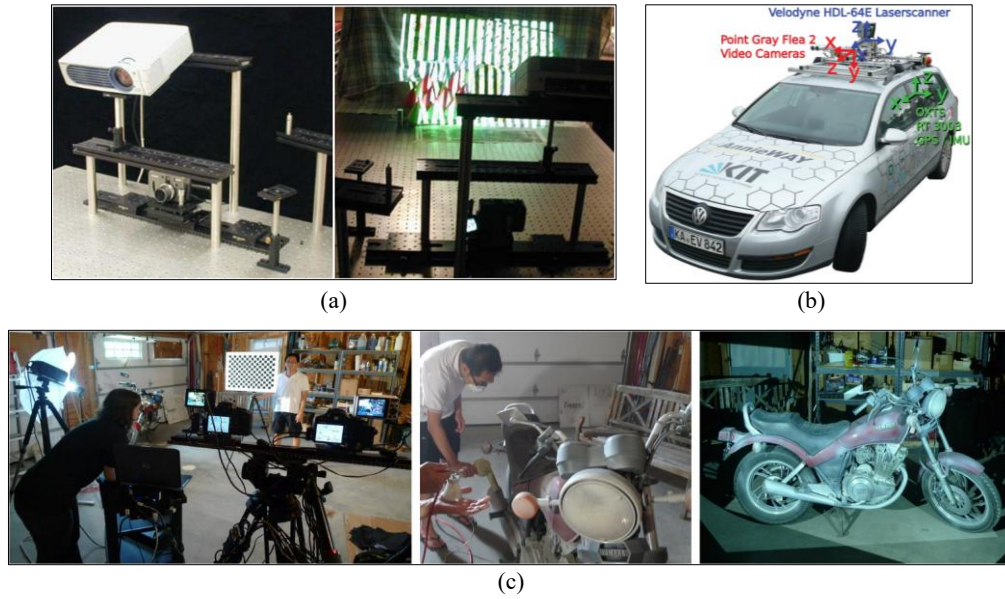 (a)
Velodyne HDL-64E Laserscanner
Point Gray Flea 2
Video Cameras
z
y
x
x
z
y
z
x
y
OXTS
RT 3003
GPS / IMU
AnnieWAY
KIT
KA EV 842
(b)
YAMAHA
(c)